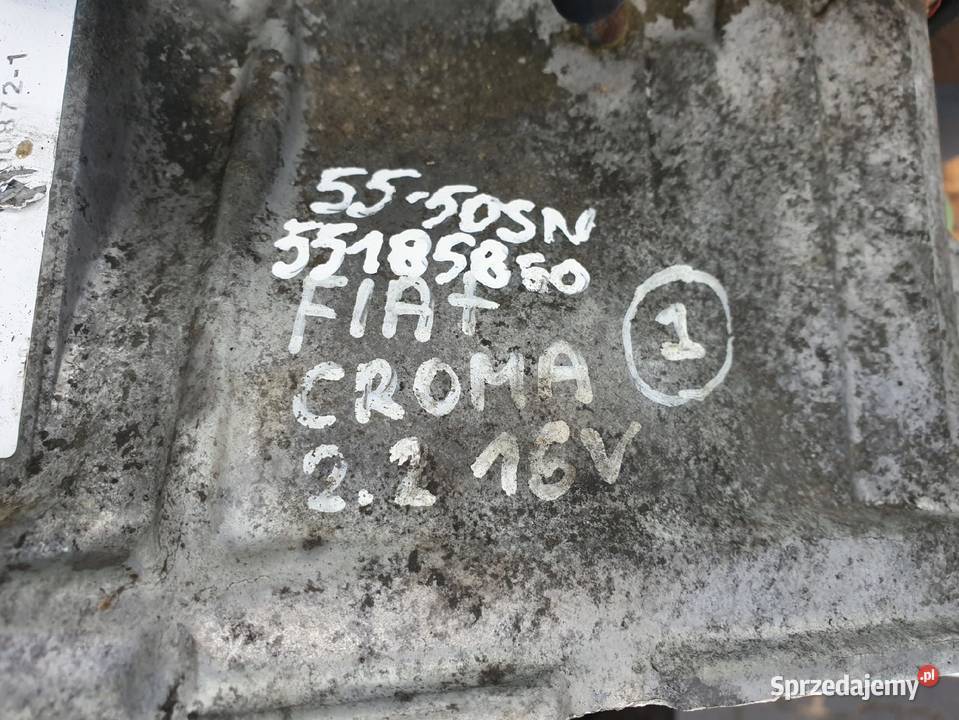 55-50SN
55185850
FIAT
CROMA
2.2 16V
1
Sprzedajemy.pl